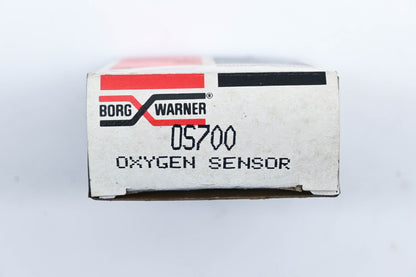 BORG WARNER®
OS700
OXYGEN SENSOR